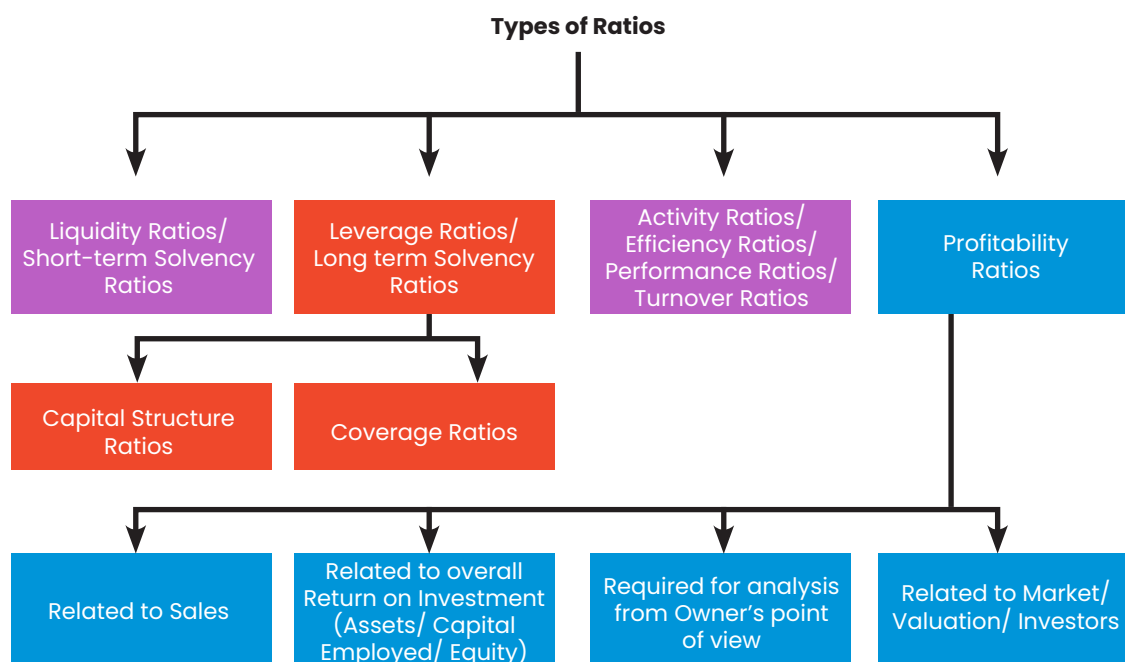 Types of Ratios
Liquidity Ratios/
Short-term Solvency
Ratios
Leverage Ratios/
Long term Solvency
Ratios
Activity Ratios/
Efficiency Ratios/
Performance Ratios/
Turnover Ratios
Profitability
Ratios
Capital Structure
Ratios
Coverage Ratios
Related to Sales
Related to overall
Return on Investment
(Assets/ Capital
Employed/ Equity)
Required for analysis
from Owner’s point
of view
Related to Market/
Valuation/ Investors